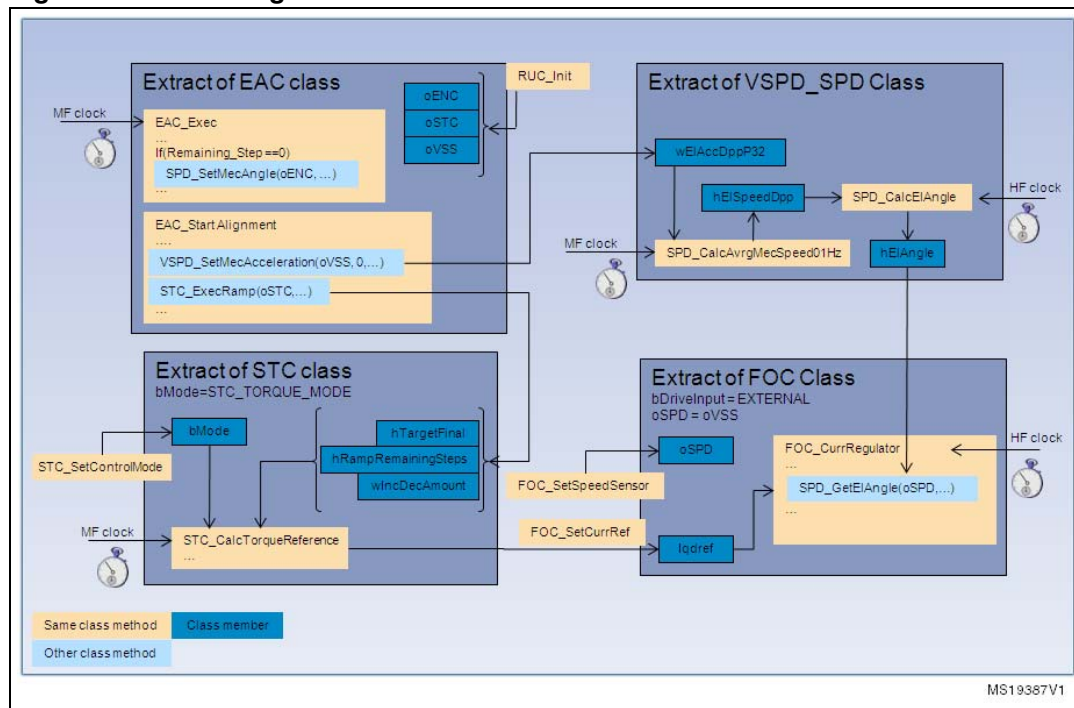 Extract of EAC class
MF clock
EAC_Exec
...
If(Remaining_Step==0)
SPD_SetMecAngle(oENC, ...)
...
oENC
oSTC
oVSS
RUC_Init
EAC_Start Alignment
....
VSPD_SetMecAcceleration(oVSS, 0,...)
STC_ExecRamp(oSTC,...)
...
Extract of VSPD_SPD Class
wElAccDppP32
hElSpeedDpp
SPD_CalcElAngle
HF clock
MF clock
SPD_CalcAvrgMecSpeed01Hz
hElAngle
Extract of STC class
bMode=STC_TORQUE_MODE
bMode
STC_SetControlMode
hTargetFinal
hRampRemainingSteps
wIncDecAmount
MF clock
STC_CalcTorqueReference
...
Extract of FOC Class
bDriveInput = EXTERNAL
oSPD = oVSS
oSPD
FOC_SetSpeedSensor
FOC_CurrRegulator
...
SPD_GetElAngle(oSPD,...)
...
HF clock
FOC_SetCurrRef
Iqdref
Same class method
Class member
Other class method
MS19387V1